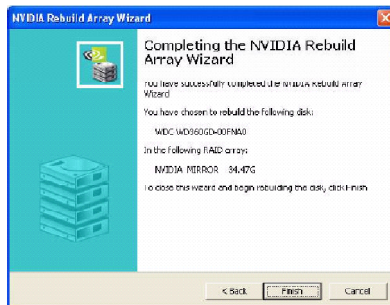 NVIDIA Rebuild Array Wizard
Completing the NVIDIA Rebuild
Array Wizard
You have successfully completed the NVIDIA Rebuild Array
Wizard
You have chosen to rebuild the following disk:
WDC WD360GD-00FNA0
In the following RAID array:
NVIDIA MIRROR 34.47G
To close this wizard and begin rebuilding the disk, click Finish
< Back
Finish
Cancel